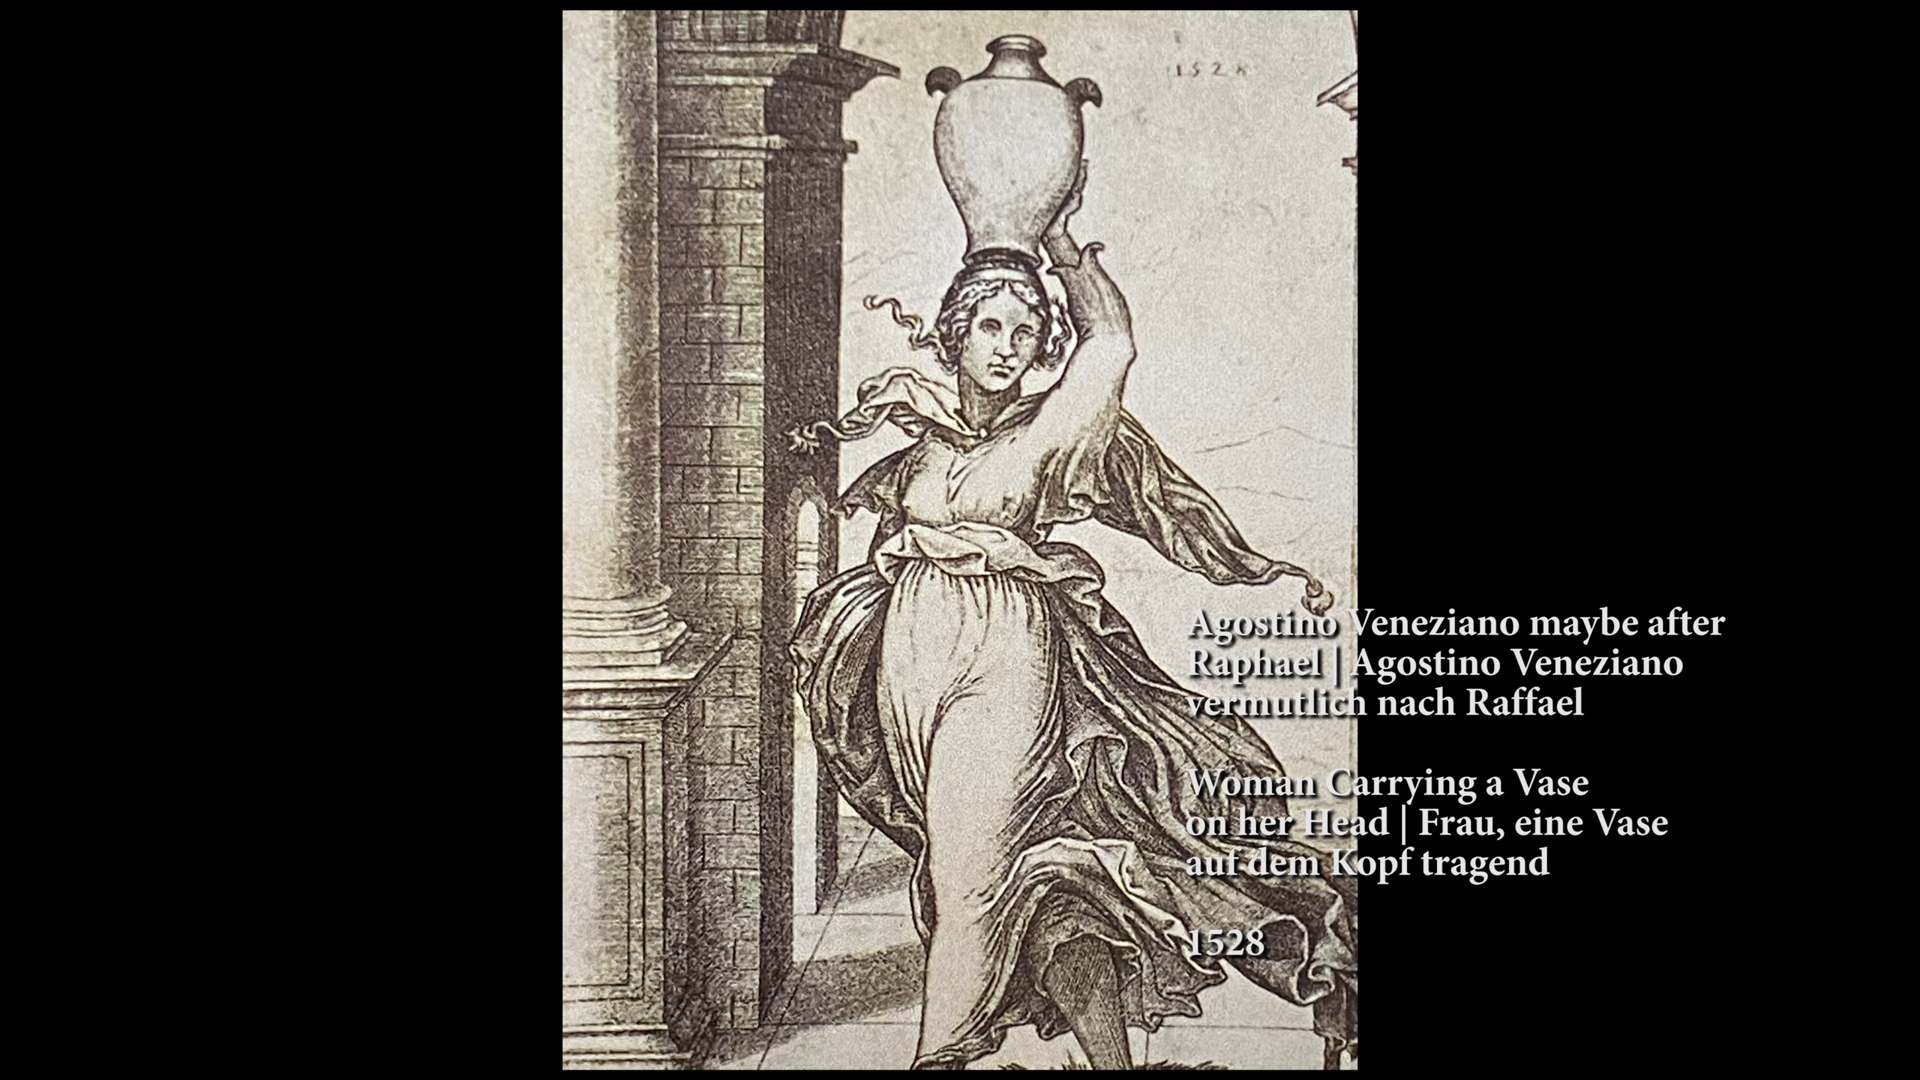 1528
Agostino Veneziano maybe after
Raphael | Agostino Veneziano
vermutlich nach Raffael
Woman Carrying a Vase
on her Head | Frau, eine Vase
auf dem Kopf tragend
1528